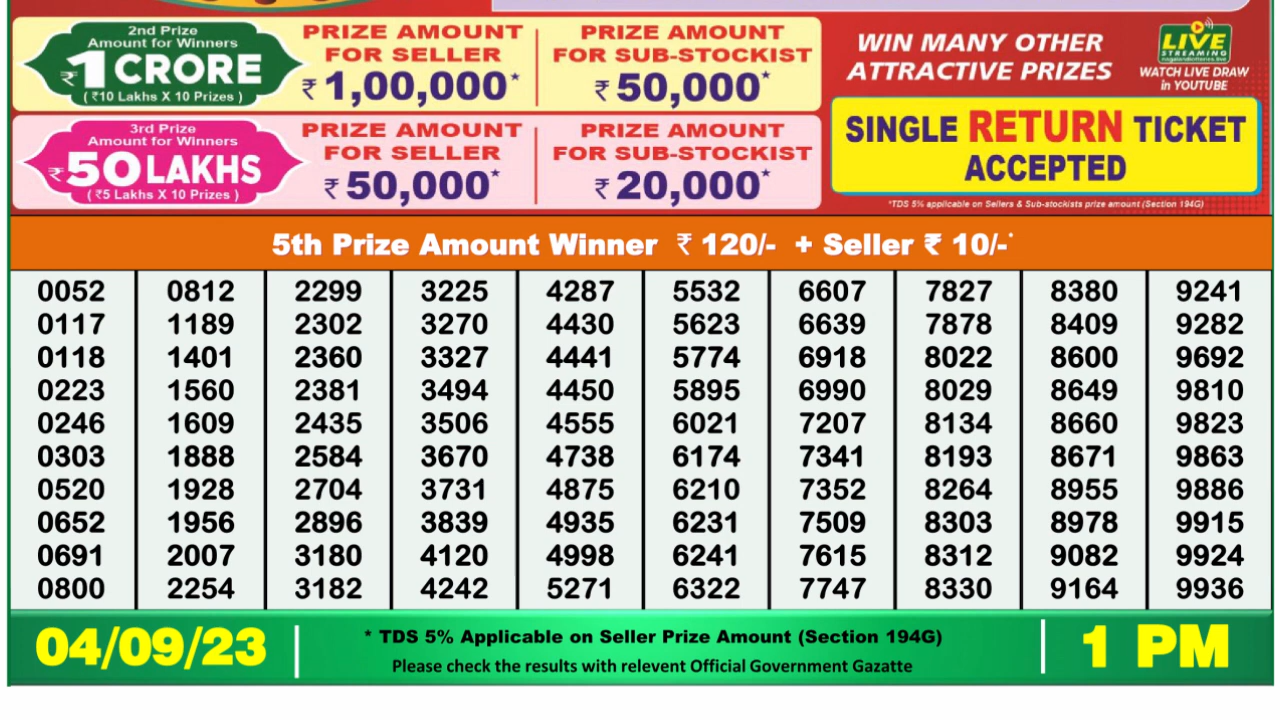 2nd Prize
Amount for Winners
₹1 CRORE
( ₹10 Lakhs X 10 Prizes )
PRIZE AMOUNT
FOR SELLER
₹ 1,00,000*
PRIZE AMOUNT
FOR SUB-STOCKIST
₹ 50,000*
WIN MANY OTHER
ATTRACTIVE PRIZES
LIVE
STREAMING
nagalandlotteries.live
WATCH LIVE DRAW
in YOUTUBE
3rd Prize
Amount for Winners
₹50 LAKHS
( ₹5 Lakhs X 10 Prizes )
PRIZE AMOUNT
FOR SELLER
₹ 50,000*
PRIZE AMOUNT
FOR SUB-STOCKIST
₹ 20,000*
SINGLE RETURN TICKET
ACCEPTED
*TDS 5% applicable on Sellers & Sub-stockists prize amount (Section 194G)
5th Prize Amount Winner ₹ 120/- + Seller ₹ 10/-*
0052 0812 2299 3225 4287 5532 6607 7827 8380 9241
0117 1189 2302 3270 4430 5623 6639 7878 8409 9282
0118 1401 2360 3327 4441 5774 6918 8022 8600 9692
0223 1560 2381 3494 4450 5895 6990 8029 8649 9810
0246 1609 2435 3506 4555 6021 7207 8134 8660 9823
0303 1888 2584 3670 4738 6174 7341 8193 8671 9863
0520 1928 2704 3731 4875 6210 7352 8264 8955 9886
0652 1956 2896 3839 4935 6231 7509 8303 8978 9915
0691 2007 3180 4120 4998 6241 7615 8312 9082 9924
0800 2254 3182 4242 5271 6322 7747 8330 9164 9936
04/09/23
* TDS 5% Applicable on Seller Prize Amount (Section 194G)
Please check the results with relevent Official Government Gazatte
1 PM